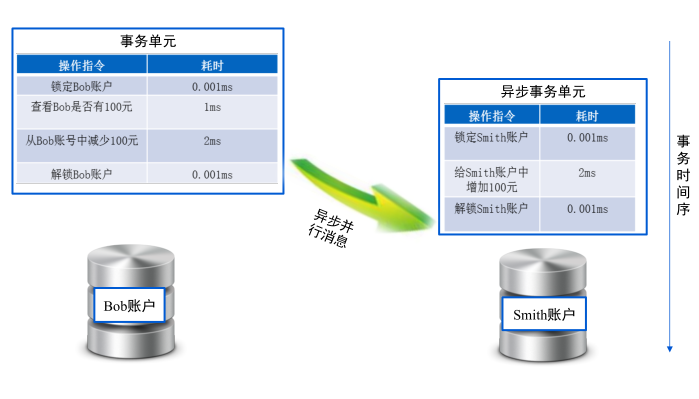 事务单元
操作指令 耗时
锁定Bob账户 0.001ms
查看Bob是否有100元 1ms
从Bob账号中减少100元 2ms
解锁Bob账户 0.001ms
异步并
行消息
异步事务单元
操作指令 耗时
锁定Smith账户 0.001ms
给Smith账户中 2ms
增加100元
解锁Smith账户 0.001ms
事务时间序
Bob账户
Smith账户